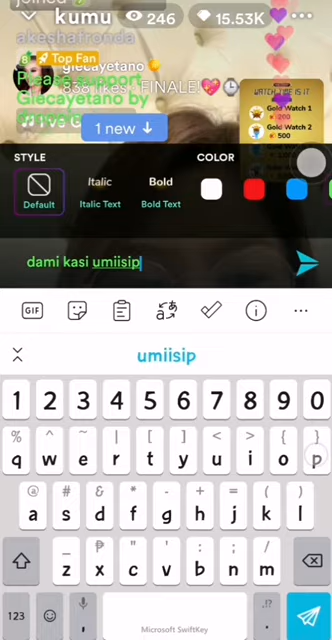 joined
kumu
246
15.53K
akeshatronda
Top Fan
glecayetano
Please support
838 likes
FINALE!
Glecayetano by
WATCH TIME IS IT
Gold Watch 1
200
Gold Watch 2
500
1 new ↓
STYLE
COLOR
Default
Italic
Italic Text
Bold
Bold Text
dami kasi umiisip
GIF
umiisip
1 2 3 4 5 6 7 8 9 0
% ^ ~ | [ ] < > { }
q w e r t y u i o p
@ # & * - + = ( )
a s d f g h j k l
_ ₱ " ' : ; /
z x c v b n m
123
,!?
.
Microsoft SwiftKey